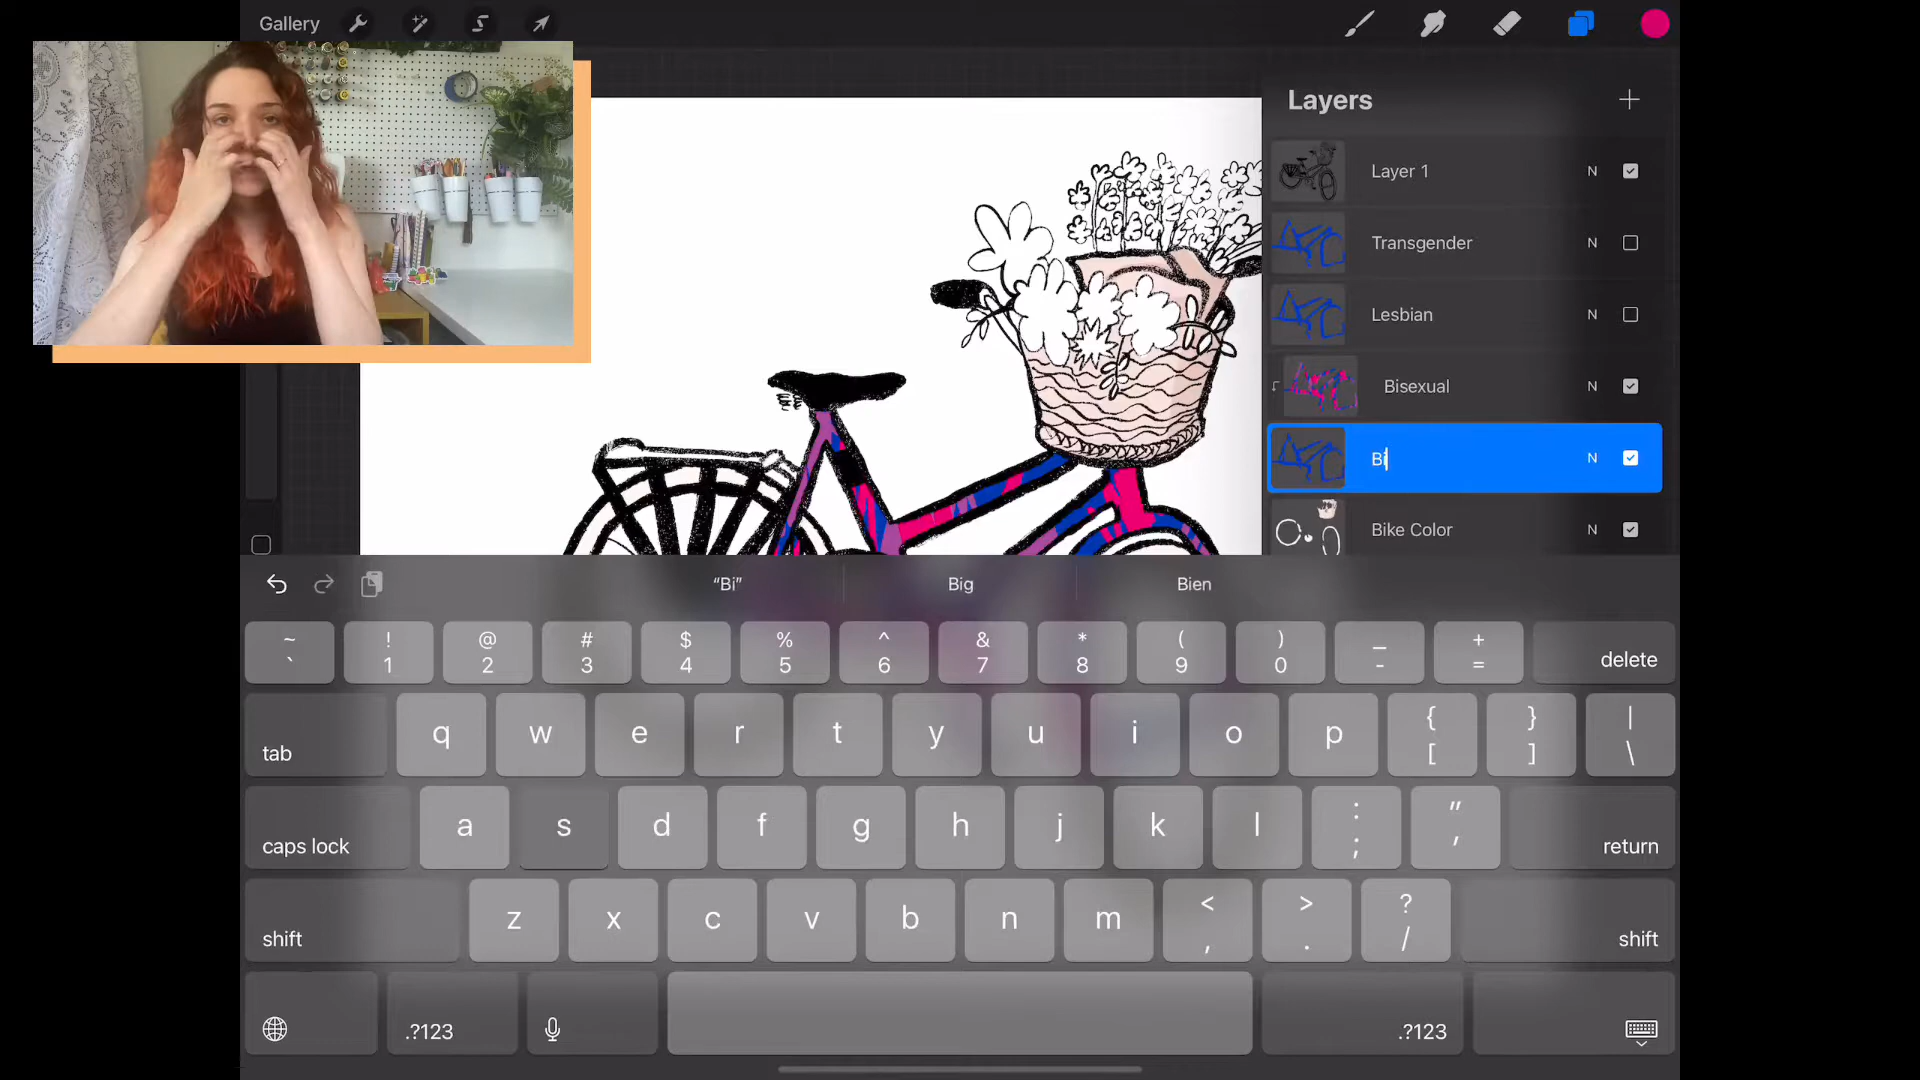 Gallery
Layers
Layer 1 N
Transgender N
Lesbian N
Bisexual N
Bi N
Bike Color N
“Bi” Big Bien
~ ! @ # $ % ^ & * ( ) _ +
` 1 2 3 4 5 6 7 8 9 0 - = delete
tab q w e r t y u i o p { [ } ] | \
caps lock a s d f g h j k l : ; " ' return
shift z x c v b n m < , > . ? / shift
.?123 .?123